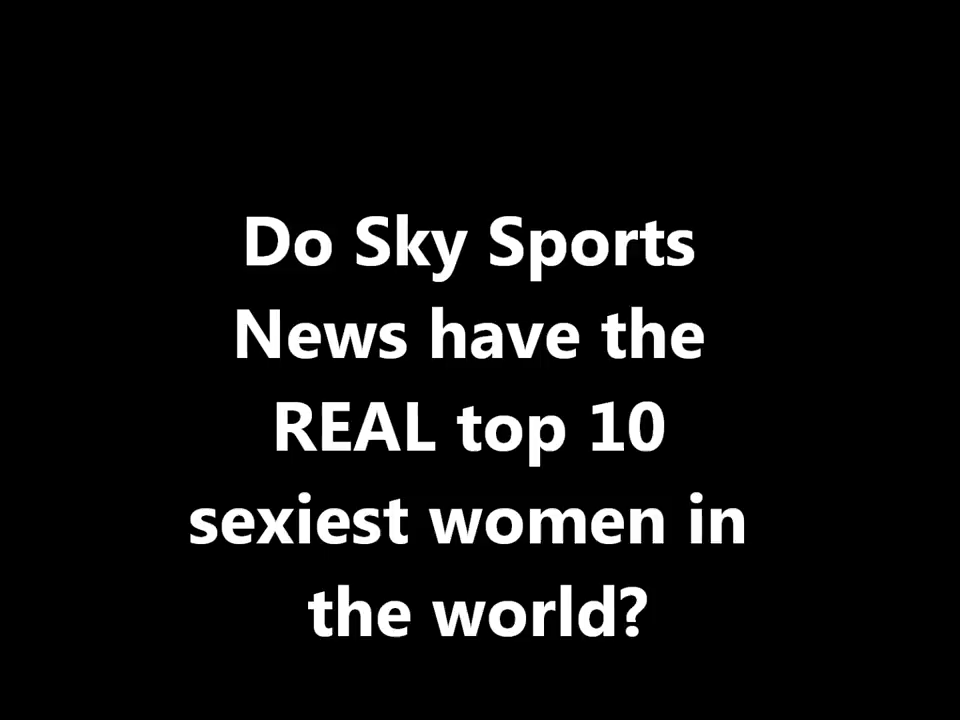 Do Sky Sports
News have the
REAL top 10
sexiest women in
the world?